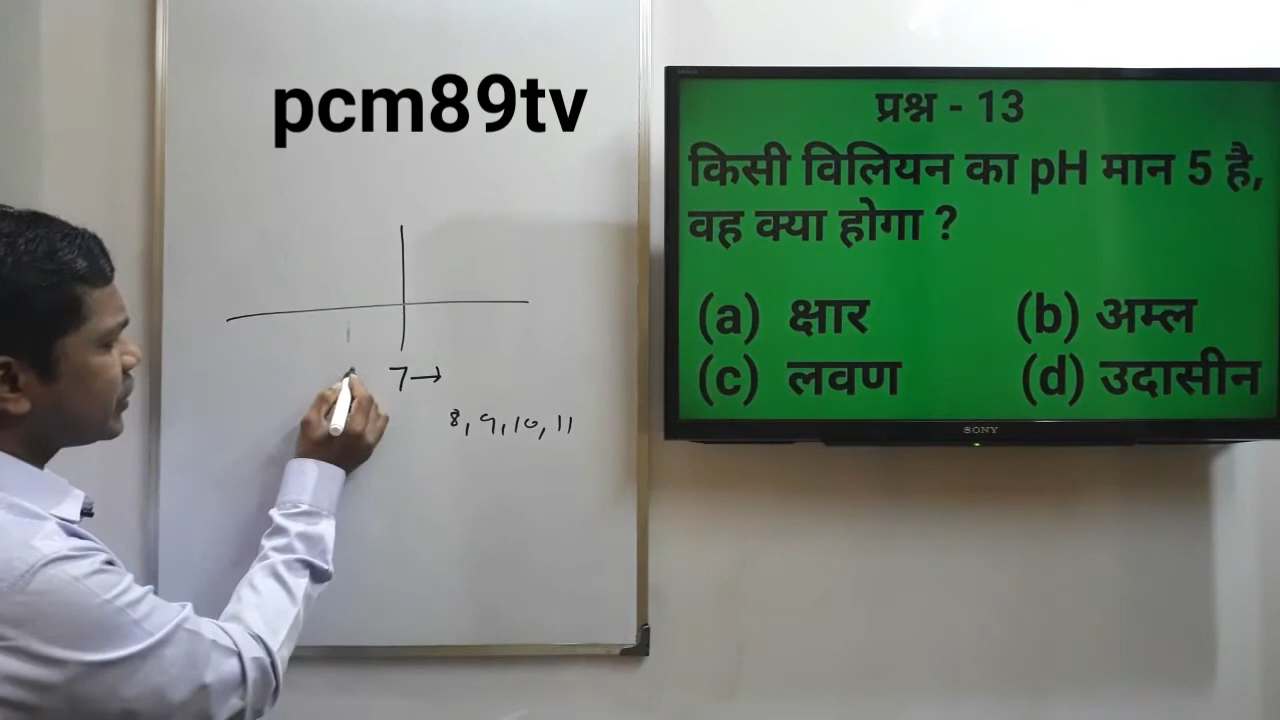 pcm89tv
7→
8, 9, 10, 11
प्रश्न - 13
किसी विलियन का pH मान 5 है,
वह क्या होगा ?
(a) क्षार (b) अम्ल
(c) लवण (d) उदासीन
SONY